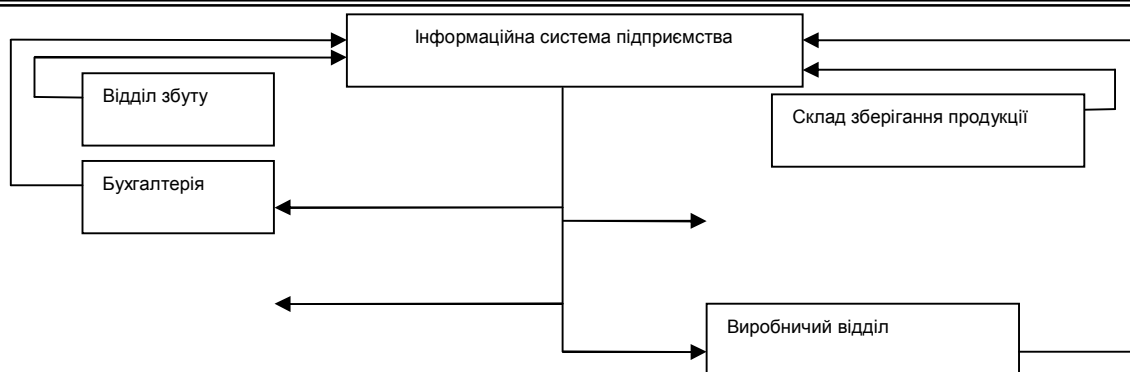 Інформаційна система підприємства
Відділ збуту
Склад зберігання продукції
Бухгалтерія
Виробничий відділ